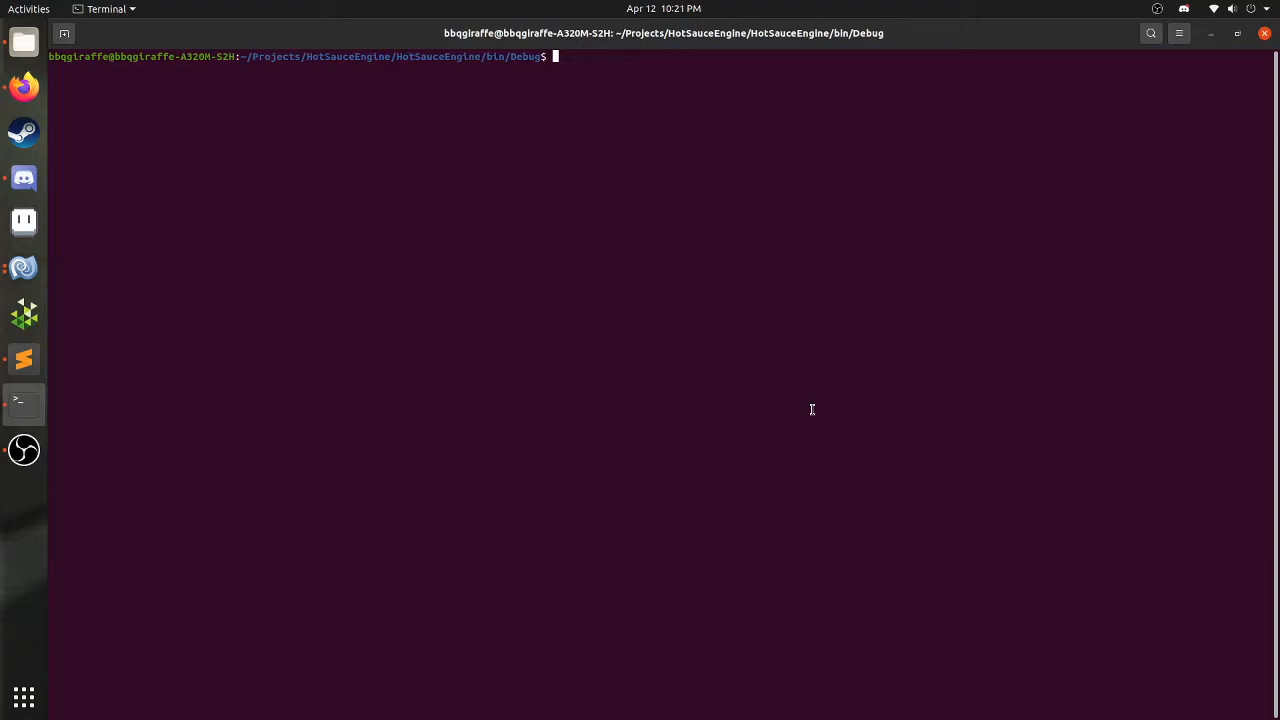 Activities
Terminal
Apr 12 10:21 PM
bbqgiraffe@bbqgiraffe-A320M-S2H: ~/Projects/HotSauceEngine/HotSauceEngine/bin/Debug
bbqgiraffe@bbqgiraffe-A320M-S2H:~/Projects/HotSauceEngine/HotSauceEngine/bin/Debug$